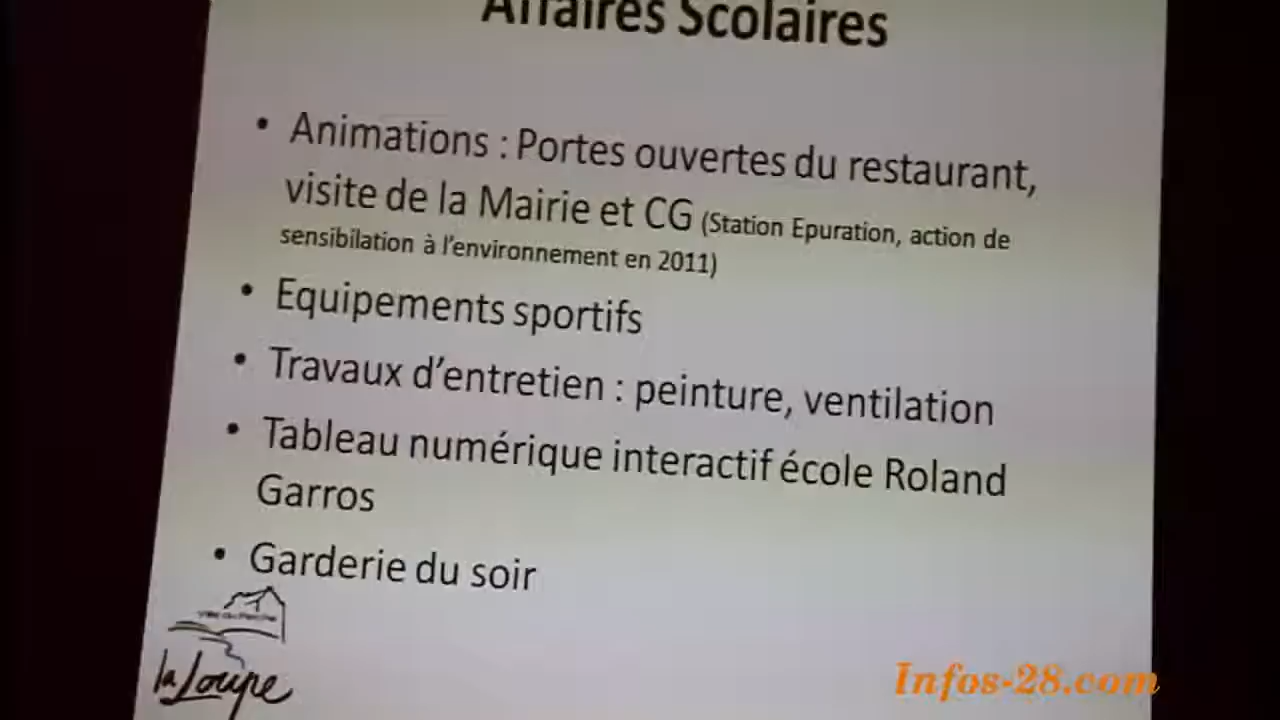 Affaires Scolaires
• Animations : Portes ouvertes du restaurant,
visite de la Mairie et CG (Station Epuration, action de
sensibilation à l'environnement en 2011)
• Equipements sportifs
• Travaux d'entretien : peinture, ventilation
• Tableau numérique interactif école Roland
Garros
• Garderie du soir
la Loupe
Infos-28.com